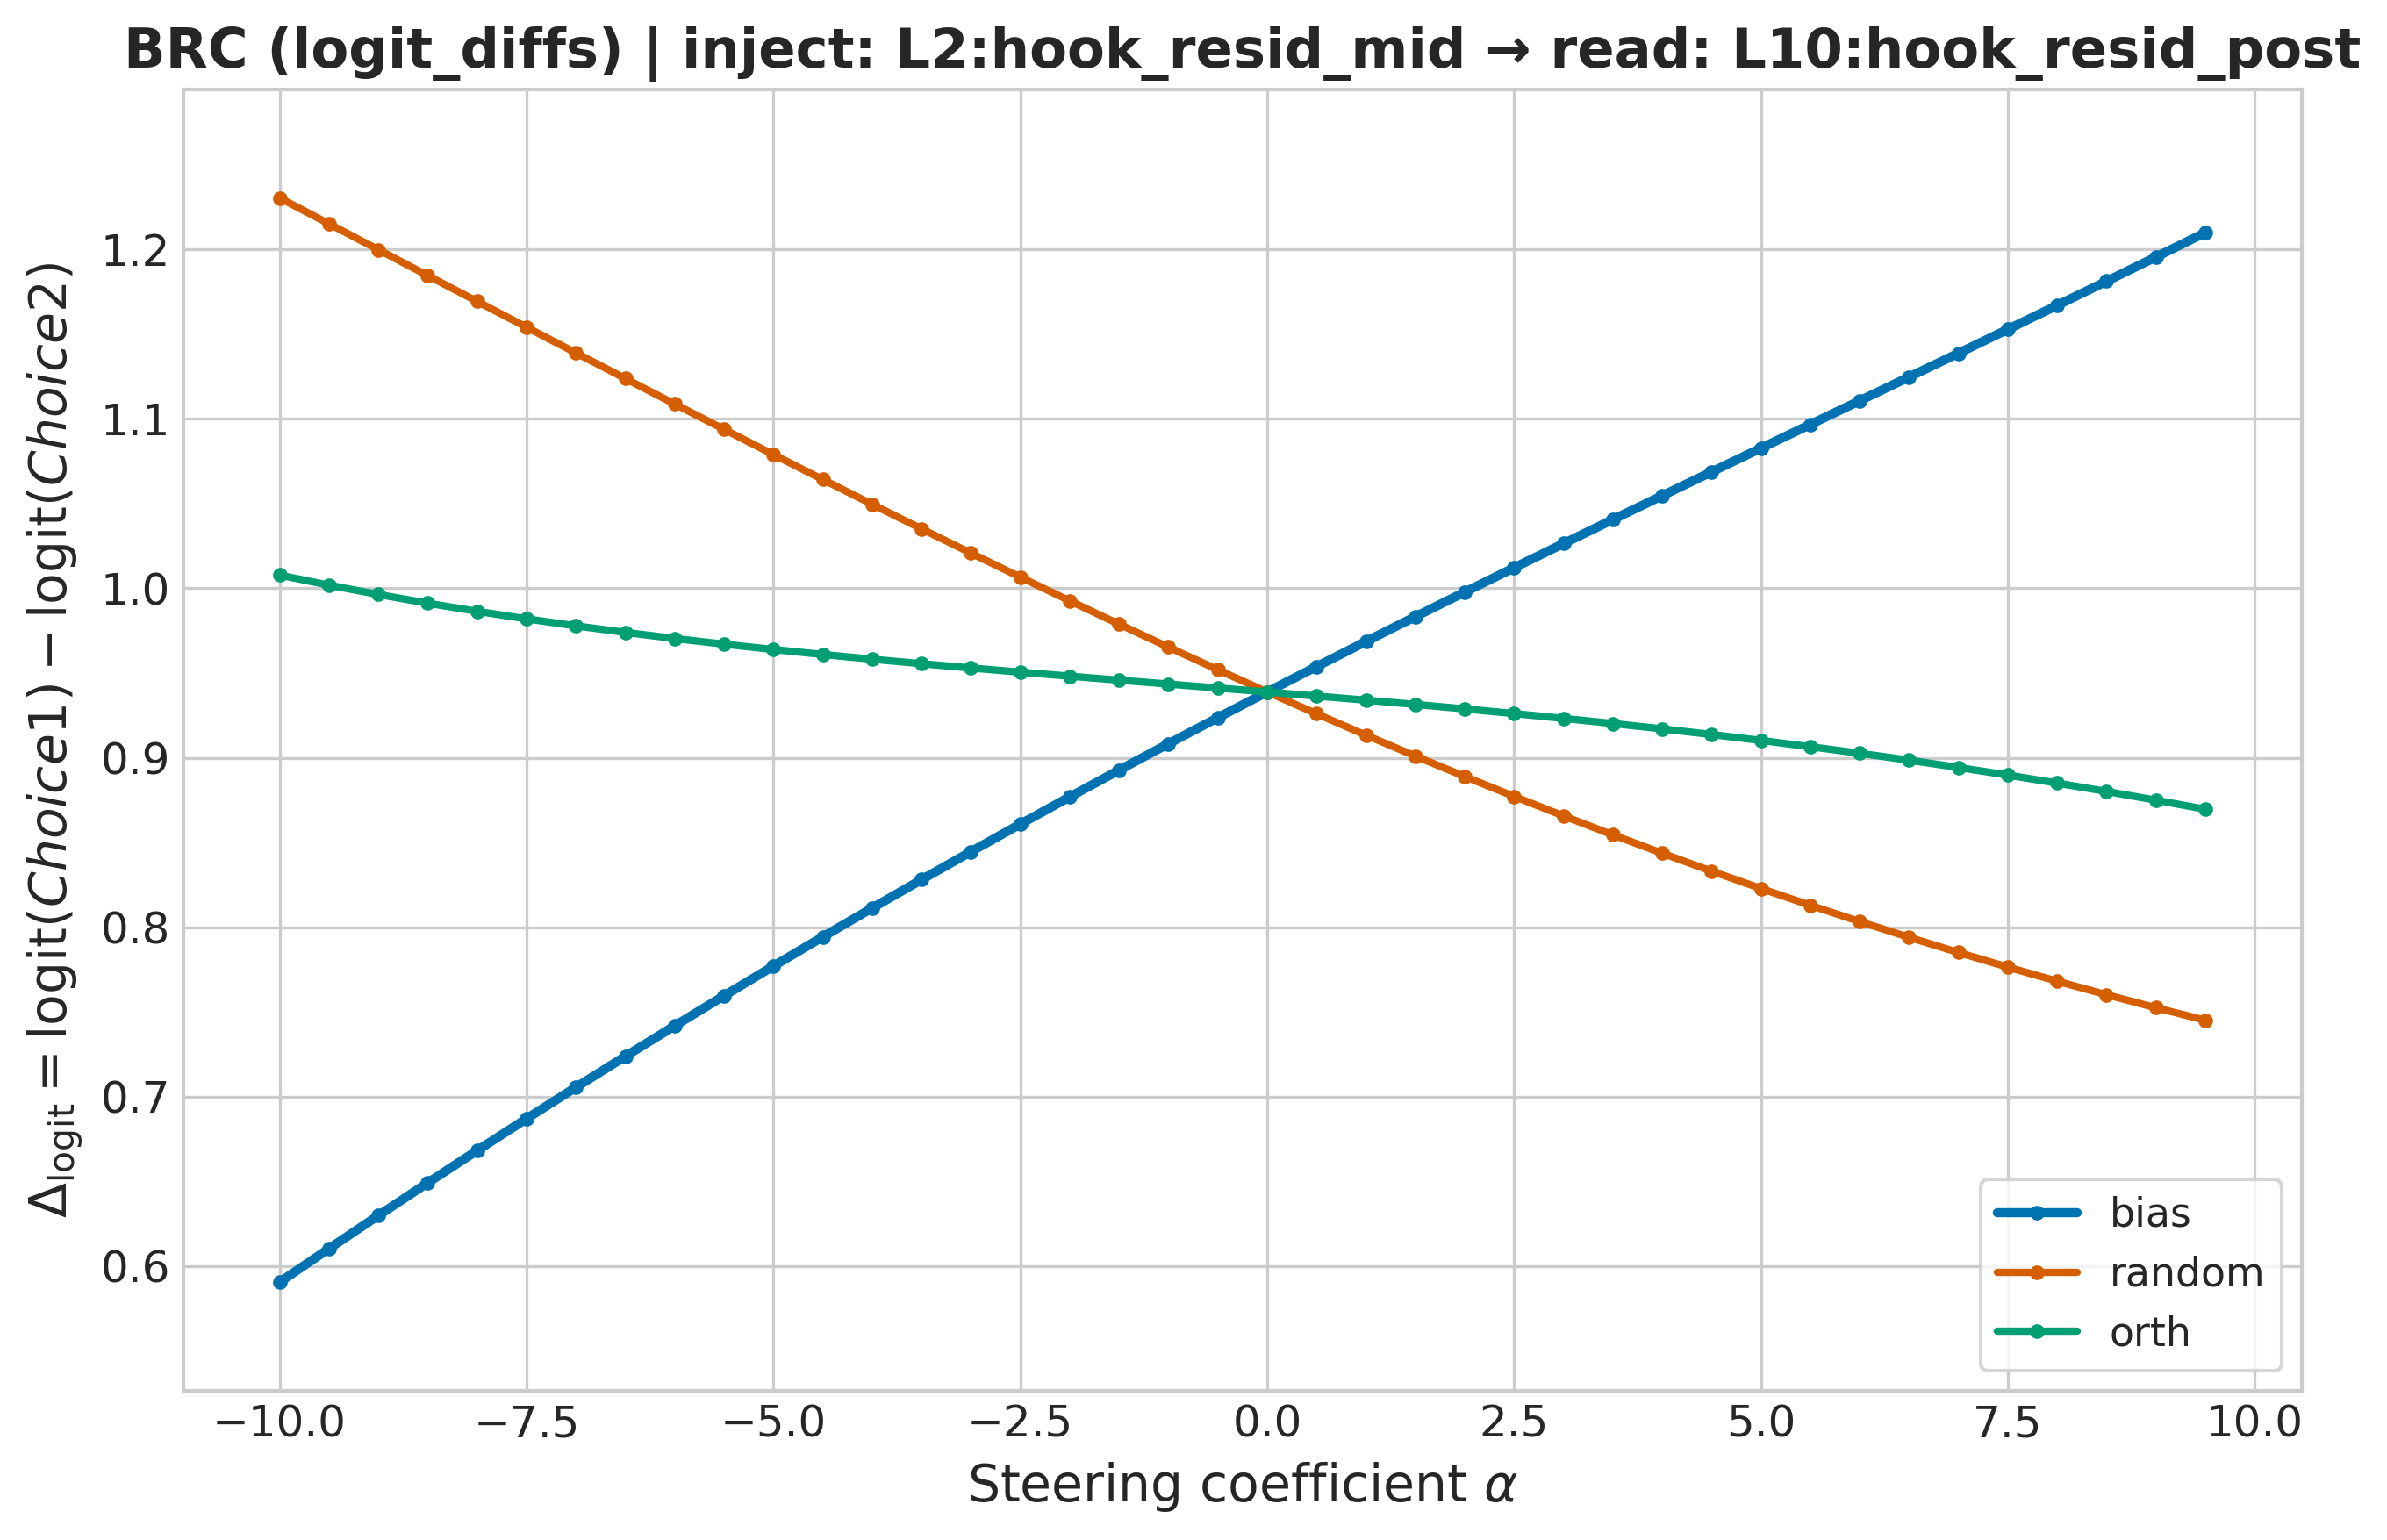 BRC (logit_diffs) | inject: L2:hook_resid_mid → read: L10:hook_resid_post
Δlogit = logit(Choice1) − logit(Choice2)
1.2
1.1
1.0
0.9
0.8
0.7
0.6
−10.0 −7.5 −5.0 −2.5 0.0 2.5 5.0 7.5 10.0
Steering coefficient α
bias
random
orth